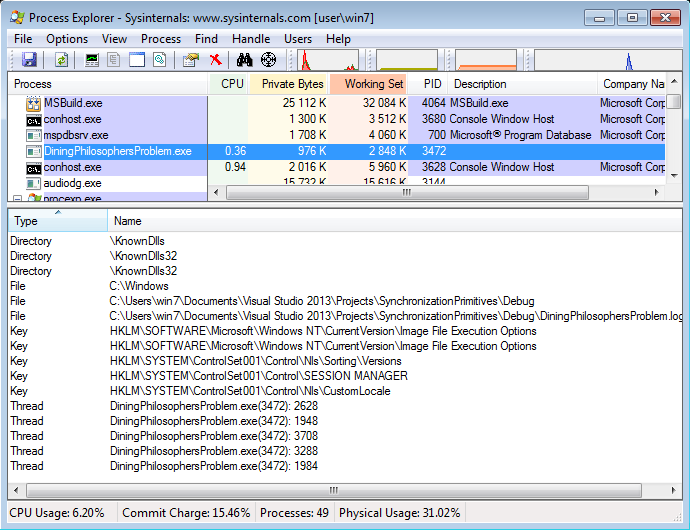 Process Explorer - Sysinternals: www.sysinternals.com [user\win7]
File Options View Process Find Handle Users Help
Process CPU Private Bytes Working Set PID Description Company Na
MSBuild.exe 25 112 K 32 084 K 4064 MSBuild.exe Microsoft Corp
conhost.exe 1 300 K 3 512 K 3680 Console Window Host Microsoft Corp
mspdbsrv.exe 1 708 K 4 060 K 700 Microsoft® Program Database Microsoft Corp
DiningPhilosophersProblem.exe 0.36 976 K 2 848 K 3472
conhost.exe 0.94 2 016 K 5 960 K 3628 Console Window Host Microsoft Corp
audiodg.exe 15 732 K 15 616 K 3144
procexp.exe
Type Name
Directory \KnownDlls
Directory \KnownDlls32
Directory \KnownDlls32
File C:\Windows
File C:\Users\win7\Documents\Visual Studio 2013\Projects\SynchronizationPrimitives\Debug
File C:\Users\win7\Documents\Visual Studio 2013\Projects\SynchronizationPrimitives\Debug\DiningPhilosophersProblem.log
Key HKLM\SOFTWARE\Microsoft\Windows NT\CurrentVersion\Image File Execution Options
Key HKLM\SOFTWARE\Microsoft\Windows NT\CurrentVersion\Image File Execution Options
Key HKLM\SYSTEM\ControlSet001\Control\Nls\Sorting\Versions
Key HKLM\SYSTEM\ControlSet001\Control\SESSION MANAGER
Key HKLM\SYSTEM\ControlSet001\Control\Nls\CustomLocale
Thread DiningPhilosophersProblem.exe(3472): 2628
Thread DiningPhilosophersProblem.exe(3472): 1948
Thread DiningPhilosophersProblem.exe(3472): 3708
Thread DiningPhilosophersProblem.exe(3472): 3288
Thread DiningPhilosophersProblem.exe(3472): 1984
CPU Usage: 6.20% Commit Charge: 15.46% Processes: 49 Physical Usage: 31.02%